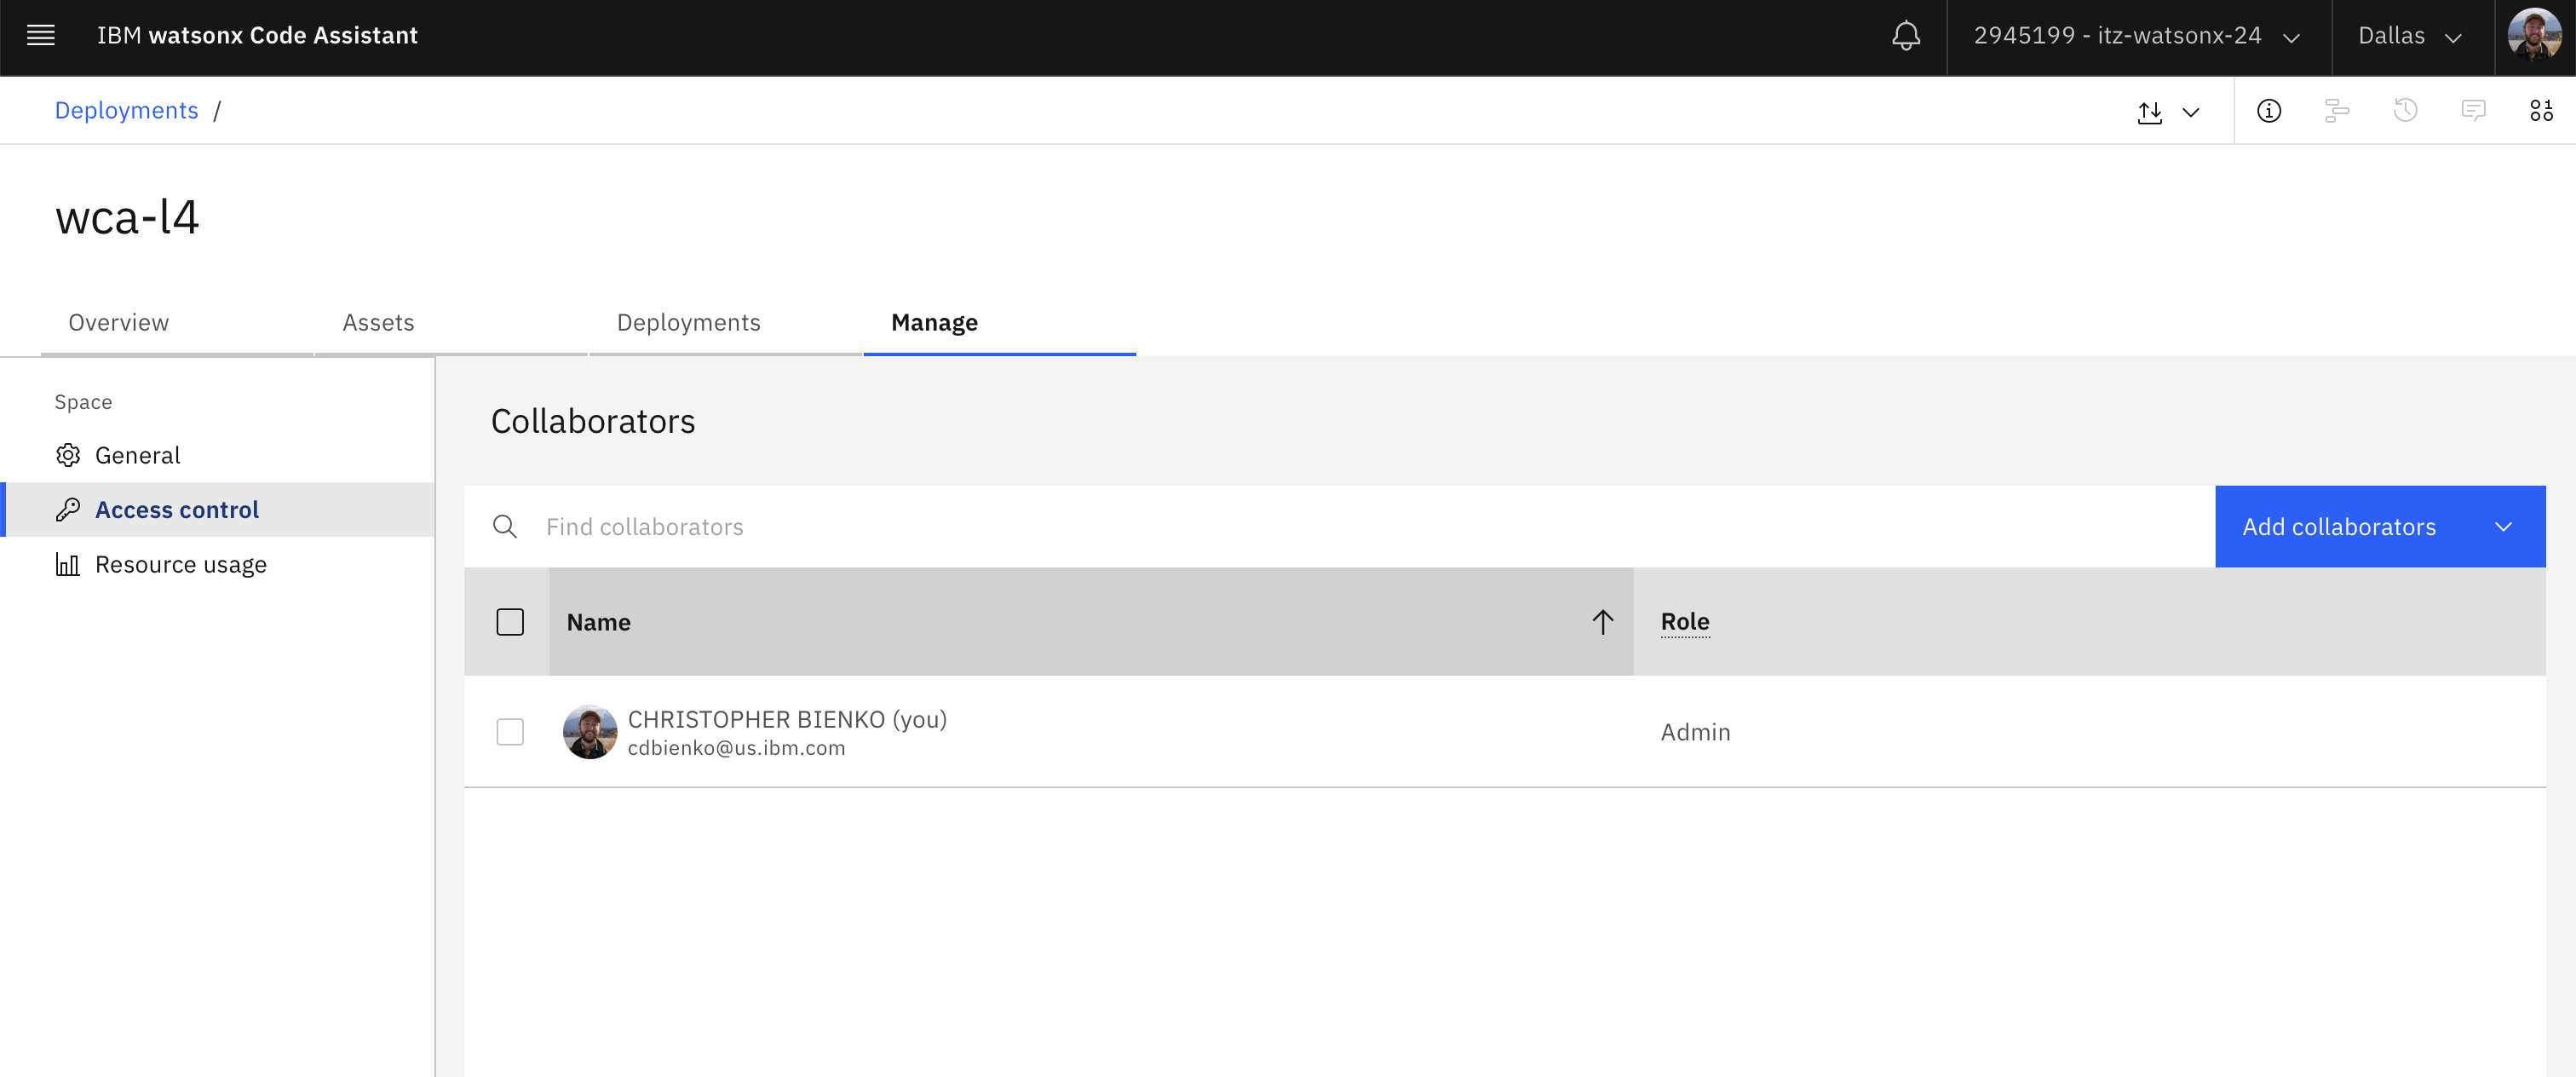 IBM watsonx Code Assistant
2945199 - itz-watsonx-24
Dallas
Deployments /
wca-l4
Overview
Assets
Deployments
Manage
Space
General
Access control
Resource usage
Collaborators
Find collaborators
Add collaborators
Name
Role
CHRISTOPHER BIENKO (you)
cdbienko@us.ibm.com
Admin